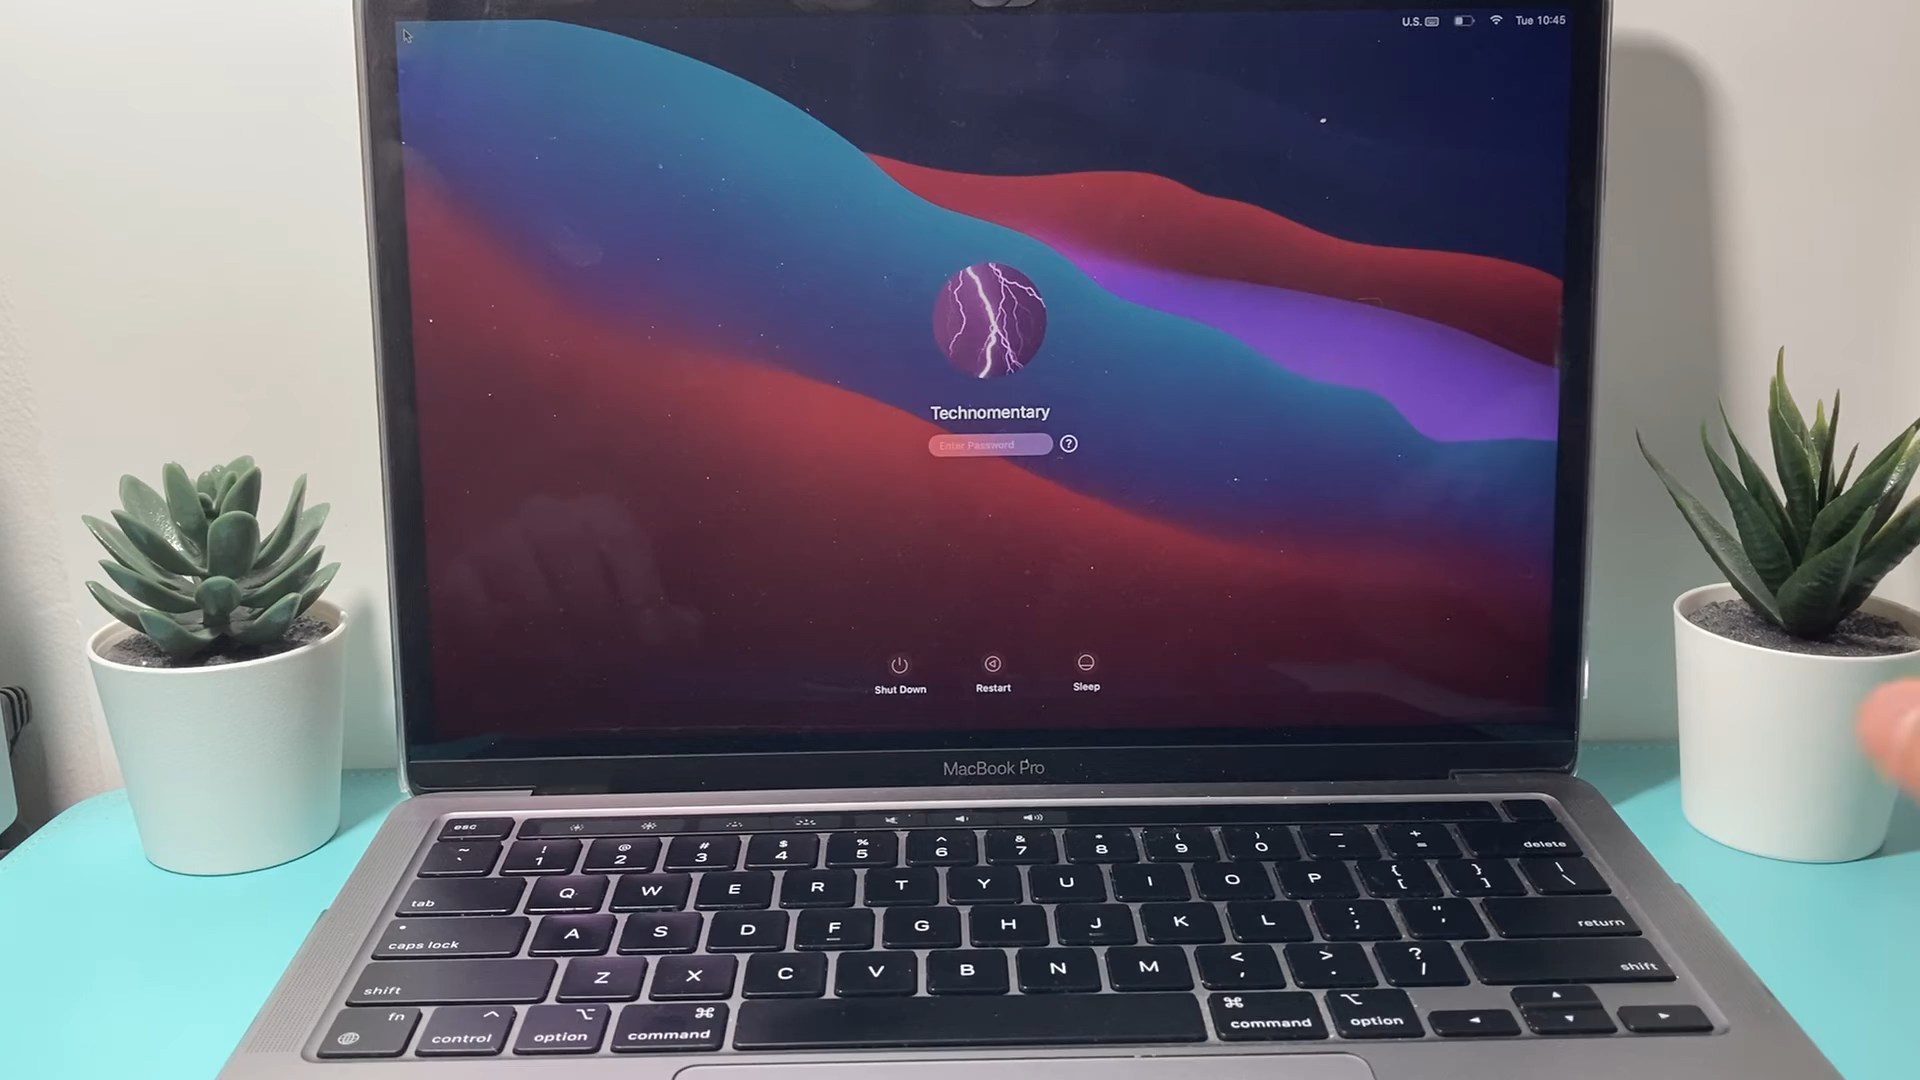 U.S. Tue 10:45
Technomentary
Enter Password ?
Shut Down Restart Sleep
MacBook Pro
esc
~ ` ! 1 @ 2 # 3 $ 4 % 5 ^ 6 & 7 * 8 ( 9 ) 0 — - + = delete
tab Q W E R T Y U I O P { [ } ] | \
caps lock A S D F G H J K L : ; " ' return
shift Z X C V B N M < , > . ? / shift
fn control option command command option